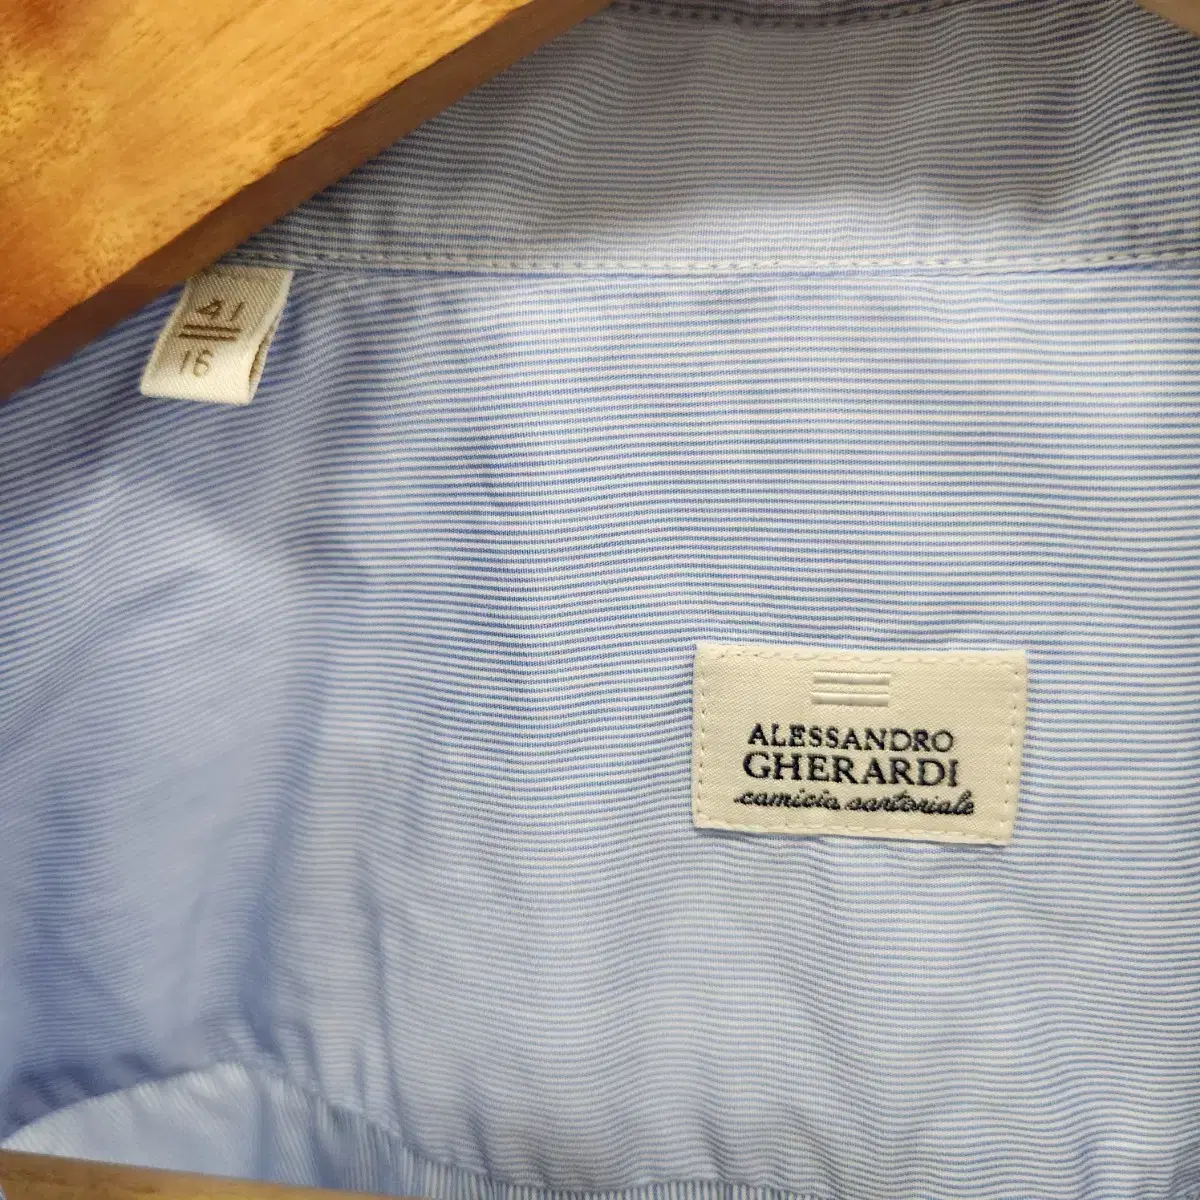 41
16
ALESSANDRO
GHERARDI
camicia sartoriale